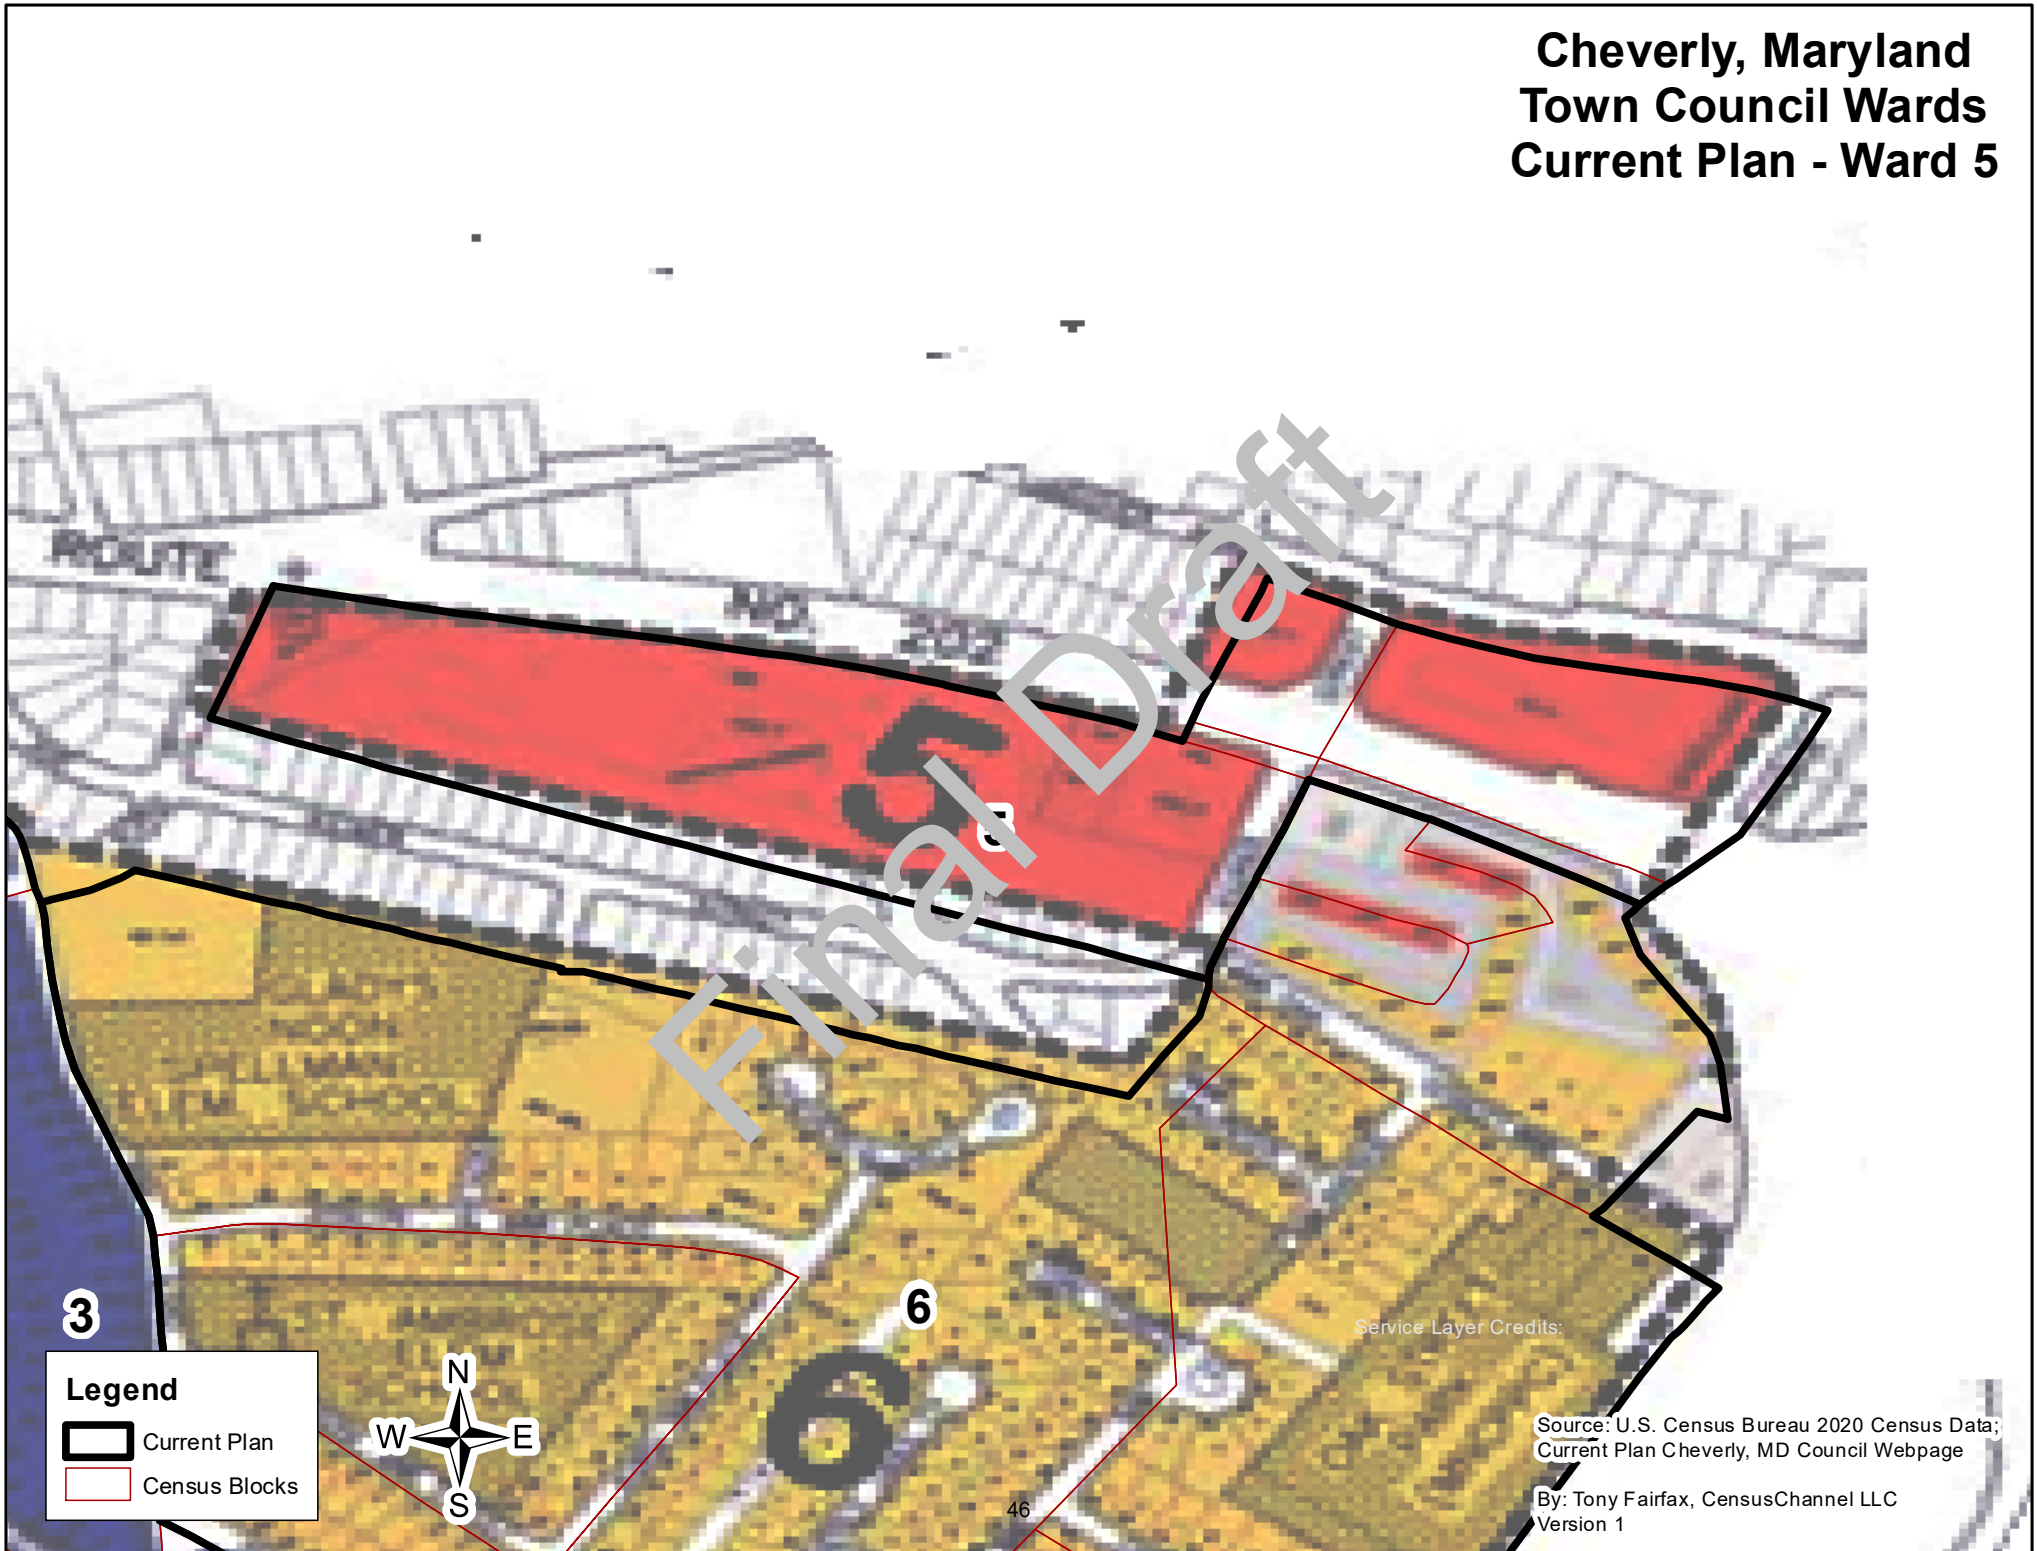 Cheverly, Maryland
Town Council Wards
Current Plan - Ward 5
ROUTE
NO
202
Final Draft
5
5
3
6
6
Service Layer Credits:
Legend
Current Plan
Census Blocks
N
W E
S
46
Source: U.S. Census Bureau 2020 Census Data;
Current Plan Cheverly, MD Council Webpage
By: Tony Fairfax, CensusChannel LLC
Version 1